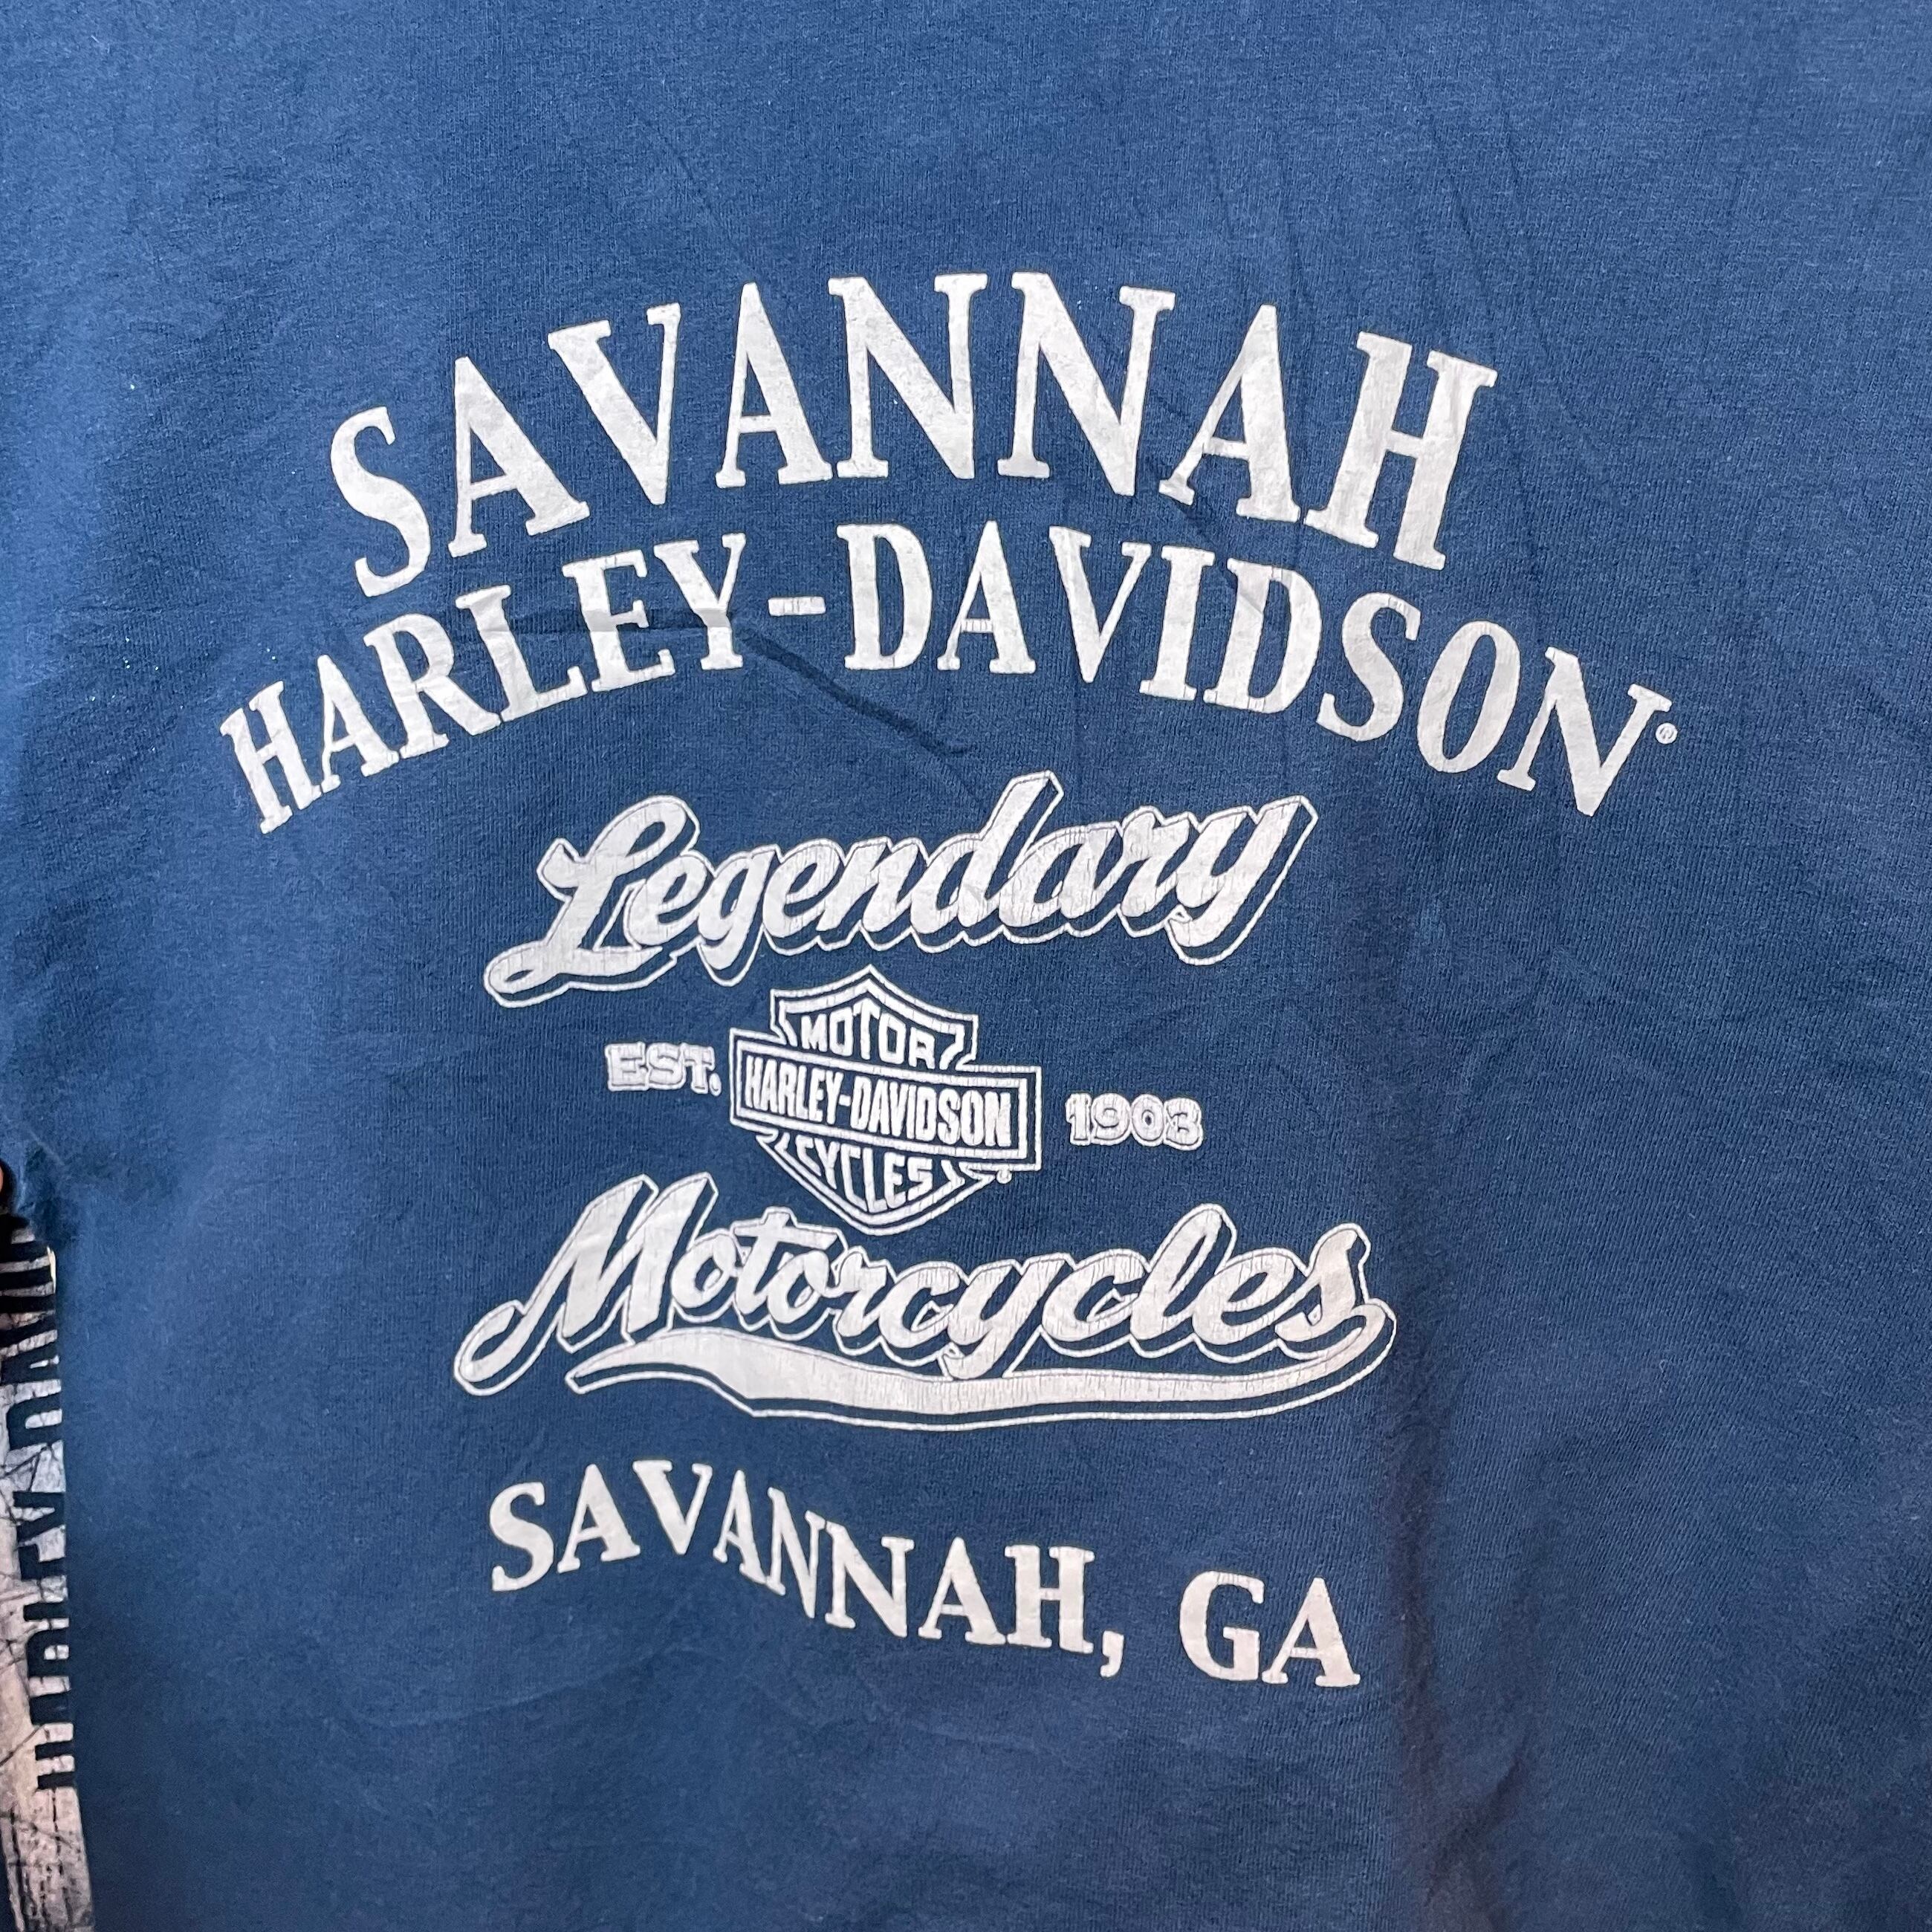 SAVANNAH
HARLEY-DAVIDSON®
Legendary
EST. MOTOR HARLEY-DAVIDSON CYCLES 1903
Motorcycles
SAVANNAH, GA